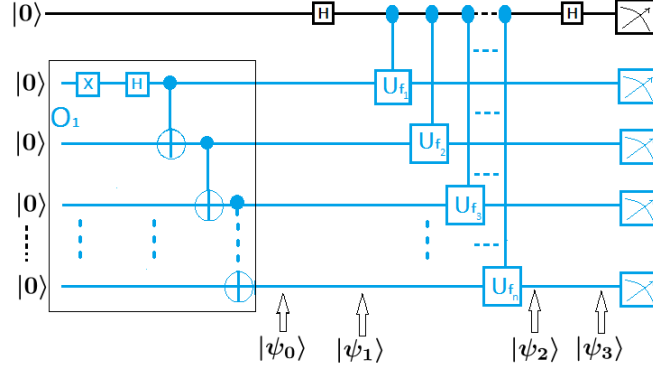 |0⟩ H H
|0⟩ X H U_f₁
O₁
|0⟩ U_f₂
|0⟩ U_f₃
|0⟩ U_fₙ
|ψ₀⟩ |ψ₁⟩ |ψ₂⟩ |ψ₃⟩